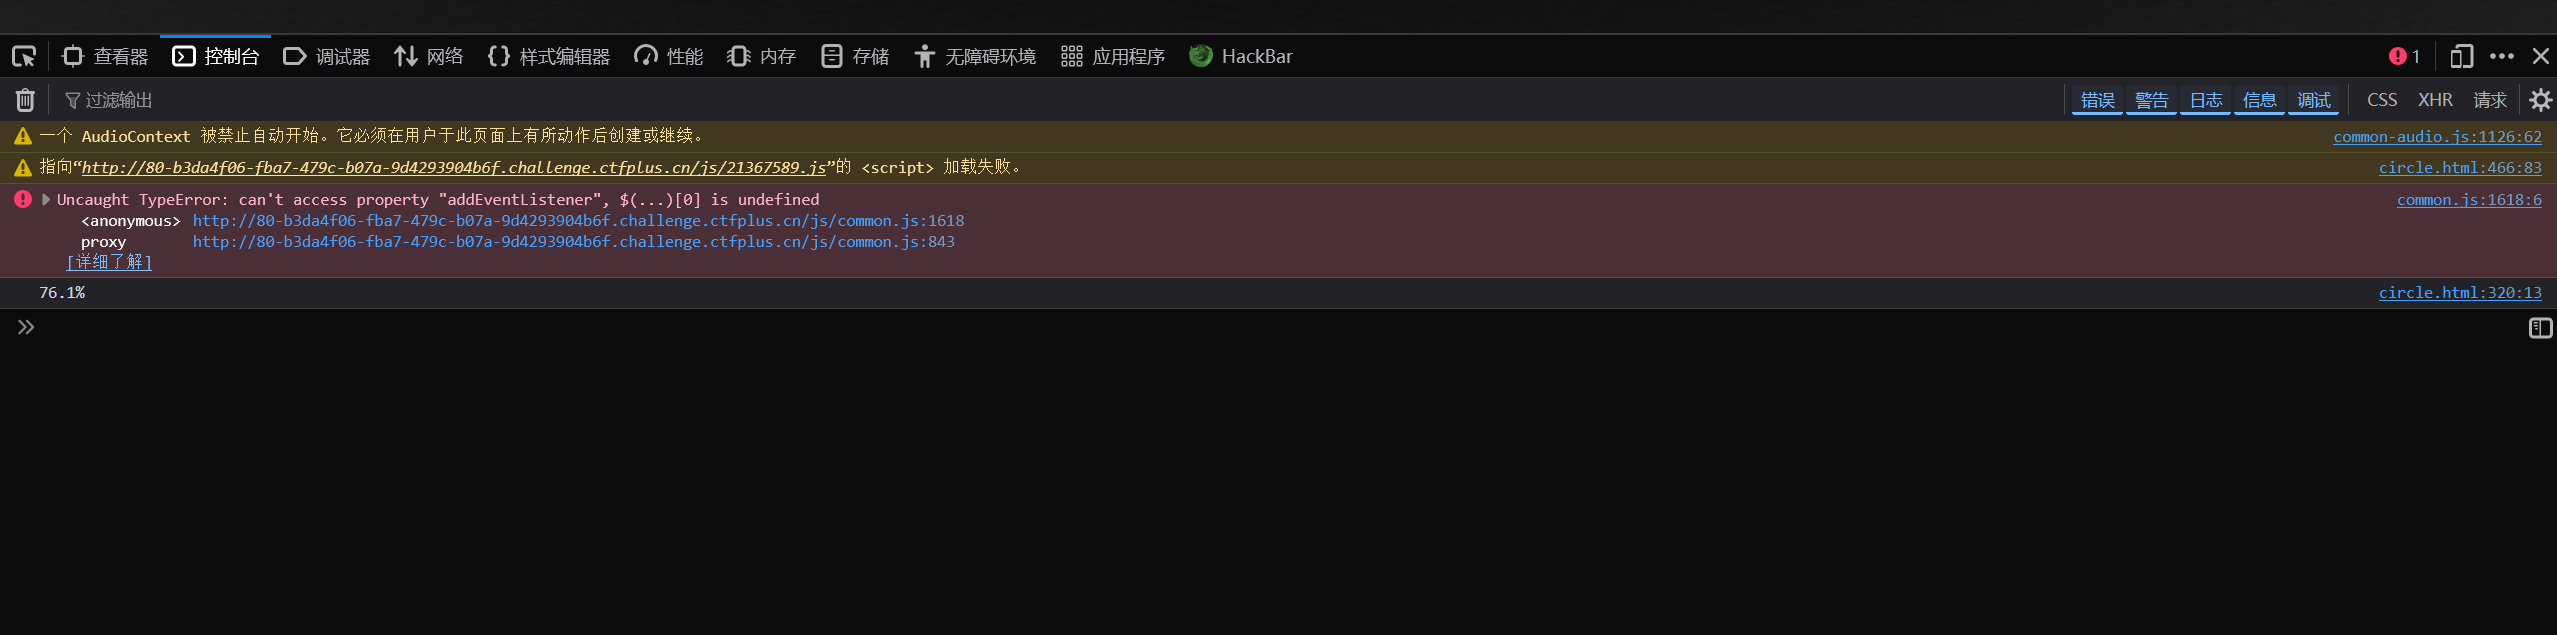 查看器 控制台 调试器 网络 样式编辑器 性能 内存 存储 无障碍环境 应用程序 HackBar 1
过滤输出 错误 警告 日志 信息 调试 CSS XHR 请求
一个 AudioContext 被禁止自动开始。它必须在用户于此页面上有所动作后创建或继续。 common-audio.js:1126:62
指向“http://80-b3da4f06-fba7-479c-b07a-9d4293904b6f.challenge.ctfplus.cn/js/21367589.js”的 <script> 加载失败。 circle.html:466:83
Uncaught TypeError: can't access property "addEventListener", $(...)[0] is undefined common.js:1618:6
<anonymous> http://80-b3da4f06-fba7-479c-b07a-9d4293904b6f.challenge.ctfplus.cn/js/common.js:1618
proxy http://80-b3da4f06-fba7-479c-b07a-9d4293904b6f.challenge.ctfplus.cn/js/common.js:843
[详细了解]
76.1% circle.html:320:13